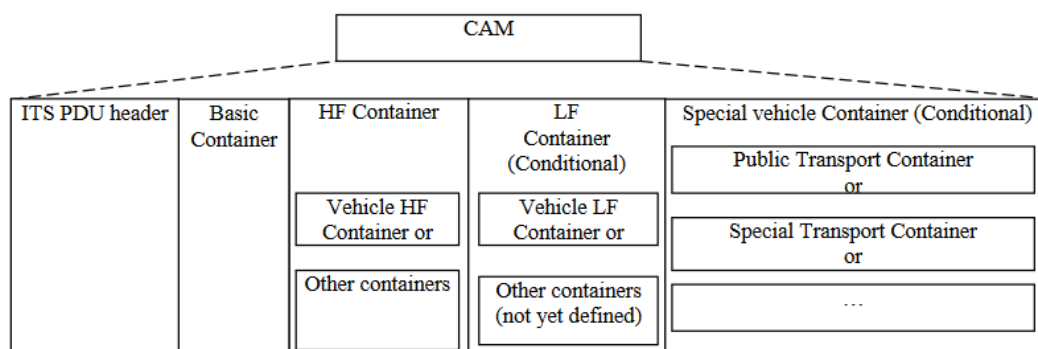 CAM
ITS PDU header
Basic
Container
HF Container
Vehicle HF
Container or
Other containers
LF
Container
(Conditional)
Vehicle LF
Container or
Other containers
(not yet defined)
Special vehicle Container (Conditional)
Public Transport Container
or
Special Transport Container
or
...